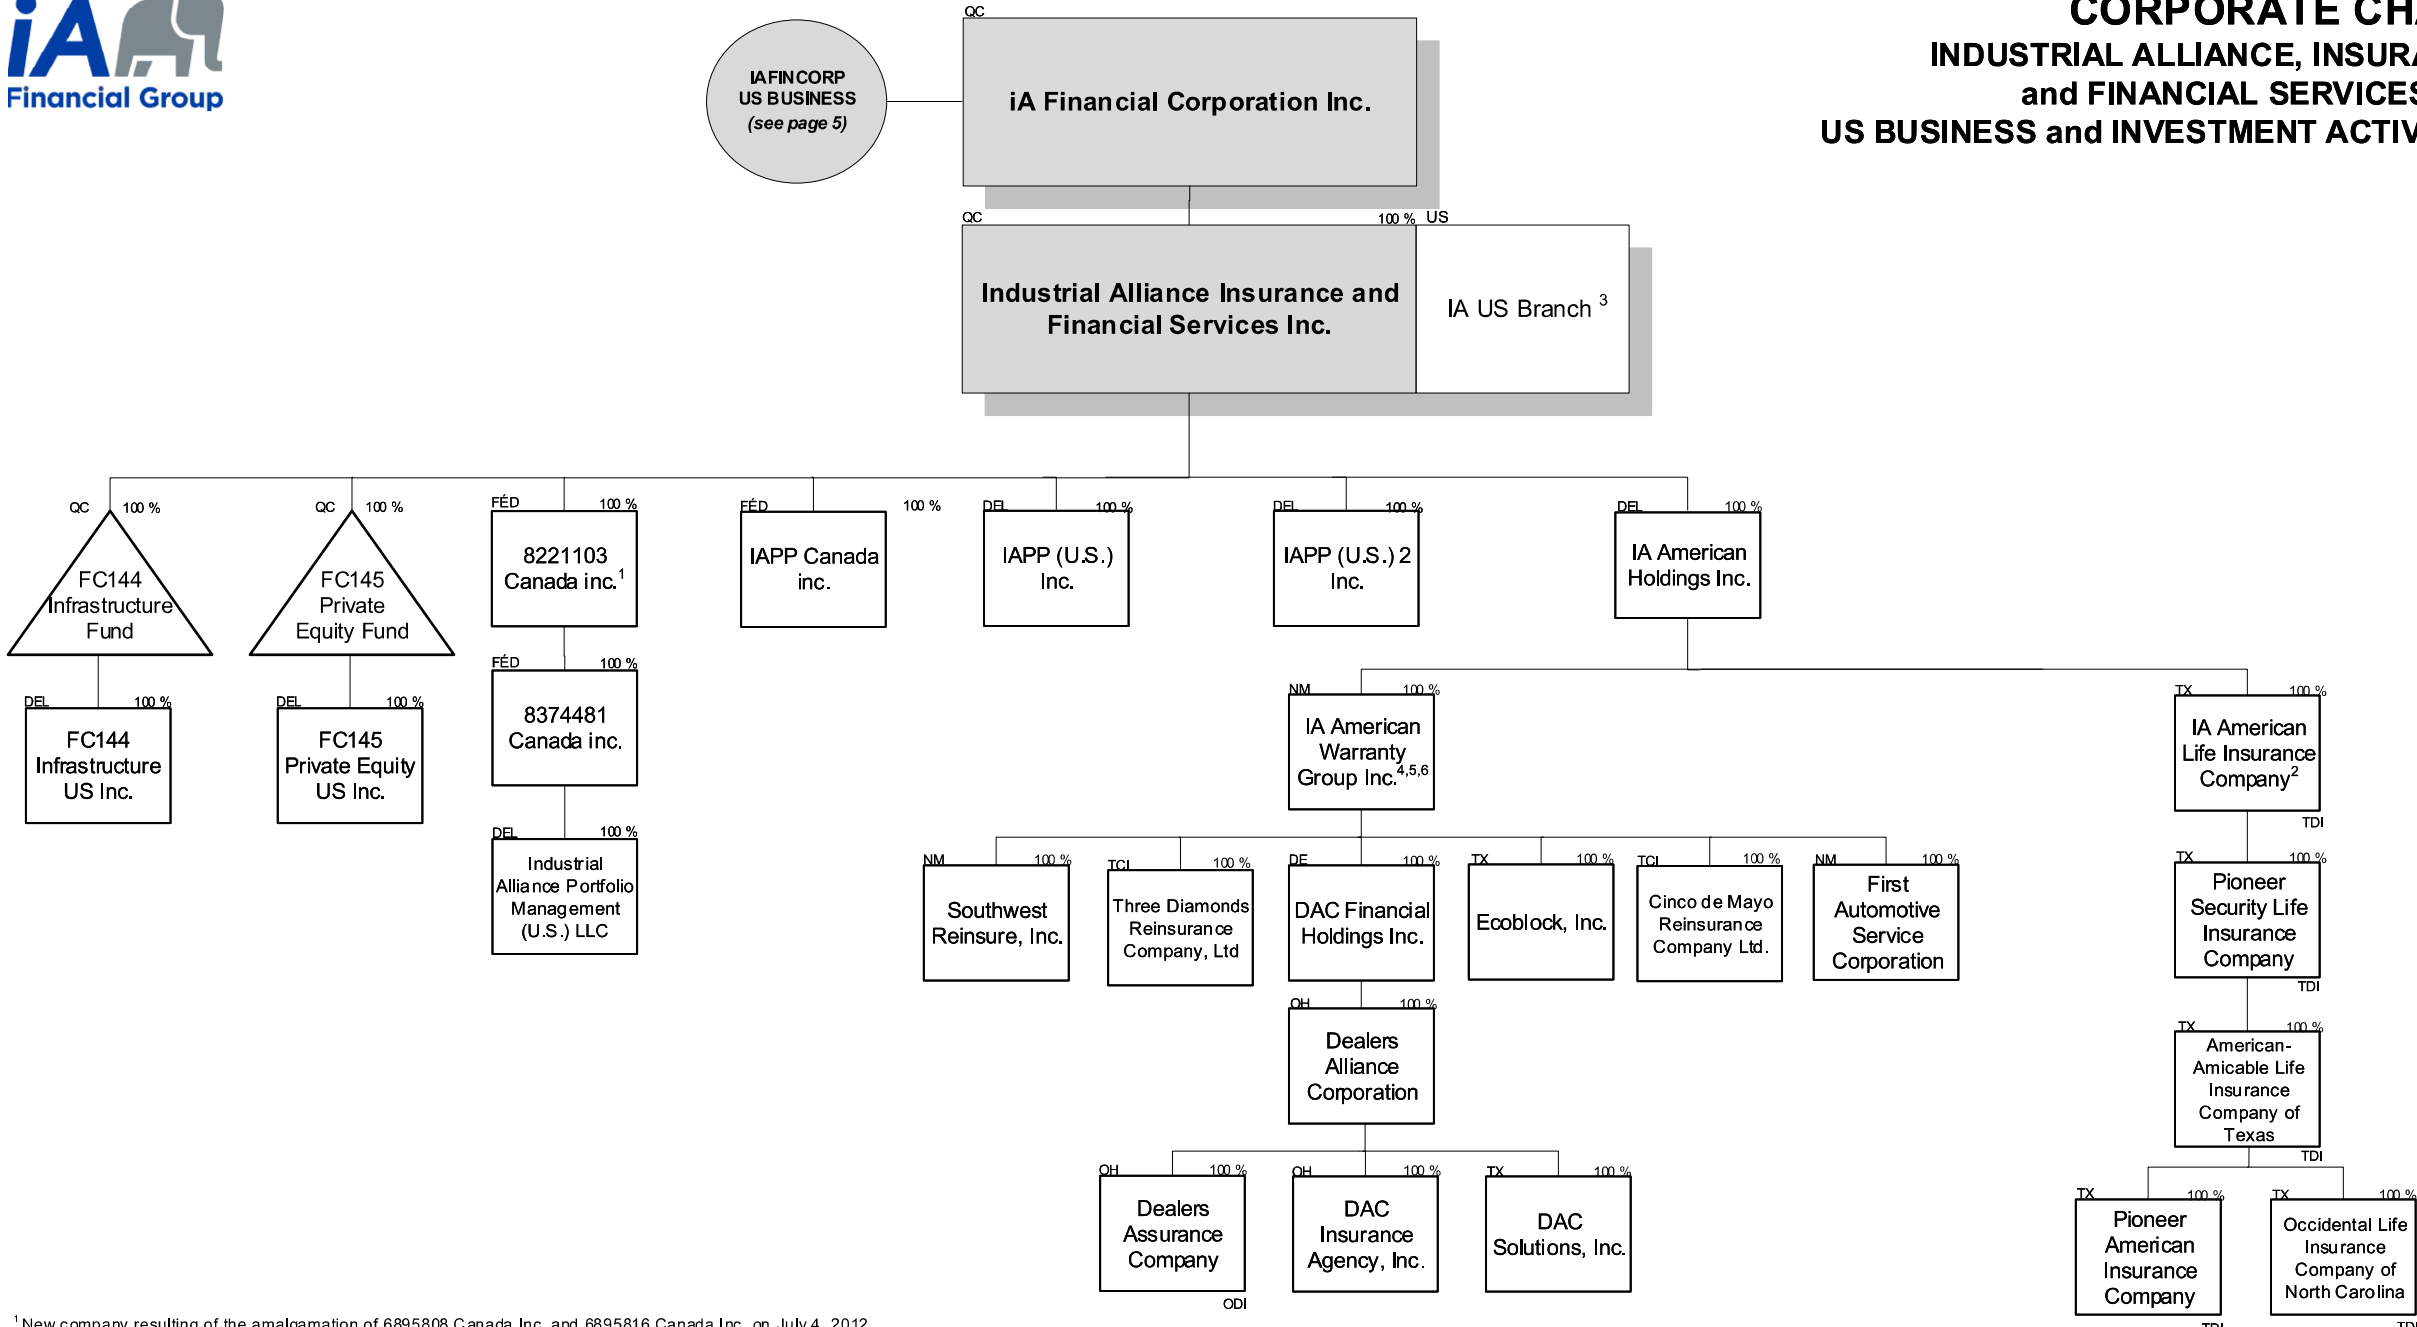 iA
Financial Group
CORPORATE CHA
INDUSTRIAL ALLIANCE, INSURA
and FINANCIAL SERVICES
US BUSINESS and INVESTMENT ACTIV
IAFINCORP
US BUSINESS
(see page 5)
QC
iA Financial Corporation Inc.
QC 100 % US
Industrial Alliance Insurance and
Financial Services Inc.
IA US Branch 3
QC 100 %
FC144
Infrastructure
Fund
QC 100 %
FC145
Private
Equity Fund
FÉD 100 %
8221103
Canada inc.1
FÉD 100 %
IAPP Canada
inc.
DEL 100 %
IAPP (U.S.)
Inc.
DEL 100 %
IAPP (U.S.) 2
Inc.
DEL 100 %
IA American
Holdings Inc.
DEL 100 %
FC144
Infrastructure
US Inc.
DEL 100 %
FC145
Private Equity
US Inc.
FÉD 100 %
8374481
Canada inc.
DEL 100 %
Industrial
Alliance Portfolio
Management
(U.S.) LLC
NM 100 %
IA American
Warranty
Group Inc.4,5,6
TX 100 %
IA American
Life Insurance
Company2
TDI
NM 100 %
Southwest
Reinsure, Inc.
TCI 100 %
Three Diamonds
Reinsurance
Company, Ltd
DE 100 %
DAC Financial
Holdings Inc.
TX 100 %
Ecoblock, Inc.
TCI 100 %
Cinco de Mayo
Reinsurance
Company Ltd.
NM 100 %
First
Automotive
Service
Corporation
TX 100 %
Pioneer
Security Life
Insurance
Company
TDI
OH 100 %
Dealers
Alliance
Corporation
TX 100 %
American-
Amicable Life
Insurance
Company of
Texas
TDI
OH 100 %
Dealers
Assurance
Company
ODI
OH 100 %
DAC
Insurance
Agency, Inc.
TX 100 %
DAC
Solutions, Inc.
TX 100 %
Pioneer
American
Insurance
Company
TDI
TX 100 %
Occidental Life
Insurance
Company of
North Carolina
TDI
1 New company resulting of the amalgamation of 6895808 Canada Inc. and 6895816 Canada Inc. on July 4, 2012